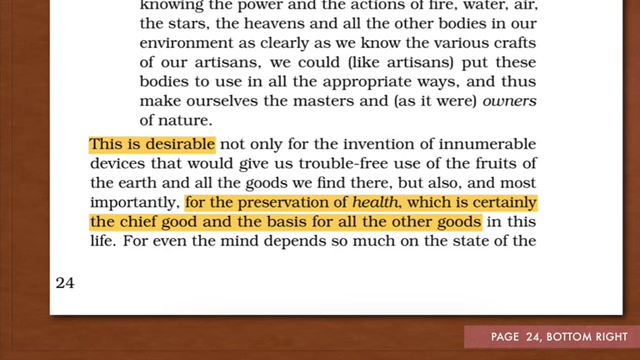 knowing the power and the actions of fire, water, air,
the stars, the heavens and all the other bodies in our
environment as clearly as we know the various crafts
of our artisans, we could (like artisans) put these
bodies to use in all the appropriate ways, and thus
make ourselves the masters and (as it were) owners
of nature.
This is desirable not only for the invention of innumerable
devices that would give us trouble-free use of the fruits of
the earth and all the goods we find there, but also, and most
importantly, for the preservation of health, which is certainly
the chief good and the basis for all the other goods in this
life. For even the mind depends so much on the state of the
24
PAGE 24, BOTTOM RIGHT